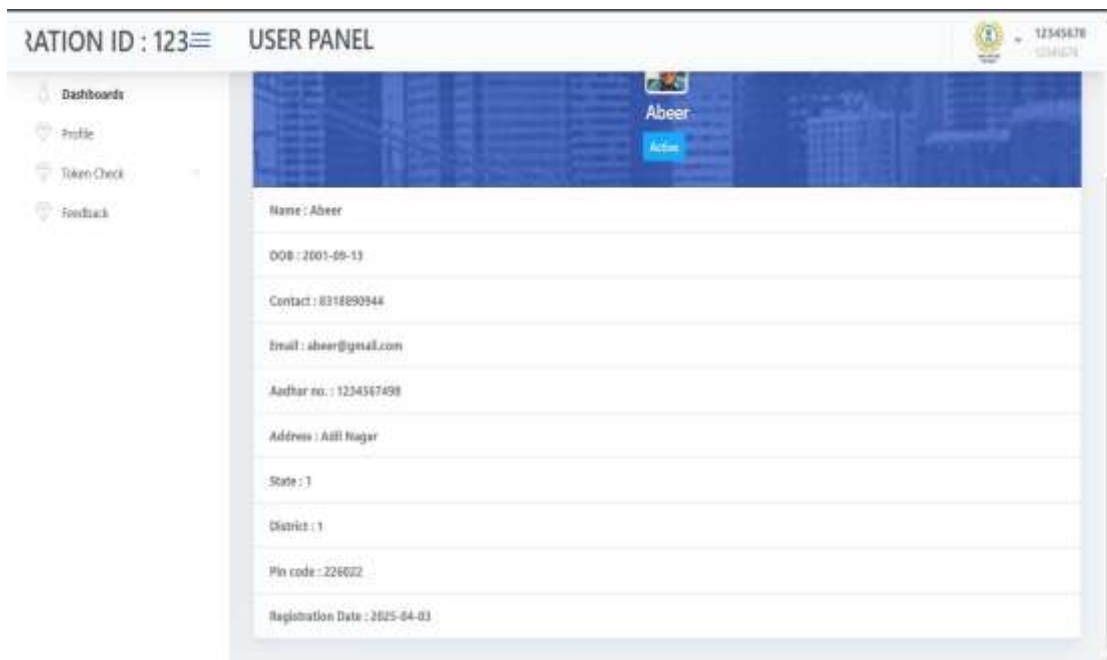 RATION ID : 123
USER PANEL
12345678
12345678
Dashboards
Profile
Token Check
Feedback
Abeer
Active
Name : Abeer
DOB : 2001-09-13
Contact : 8318890944
Email : abeer@gmail.com
Aadhar no. : 1234567498
Address : Adil Nagar
State : 1
District : 1
Pin code : 226022
Registration Date : 2025-04-03